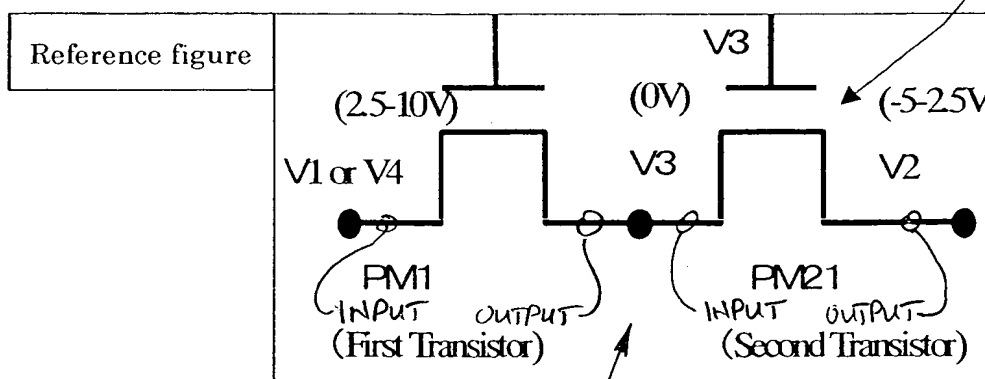 Reference figure
V3
(2.5-10V) (0V) (-5-2.5V
V1 or V4 V3 V2
PM1 PM21
INPUT OUTPUT INPUT OUTPUT
(First Transistor) (Second Transistor)